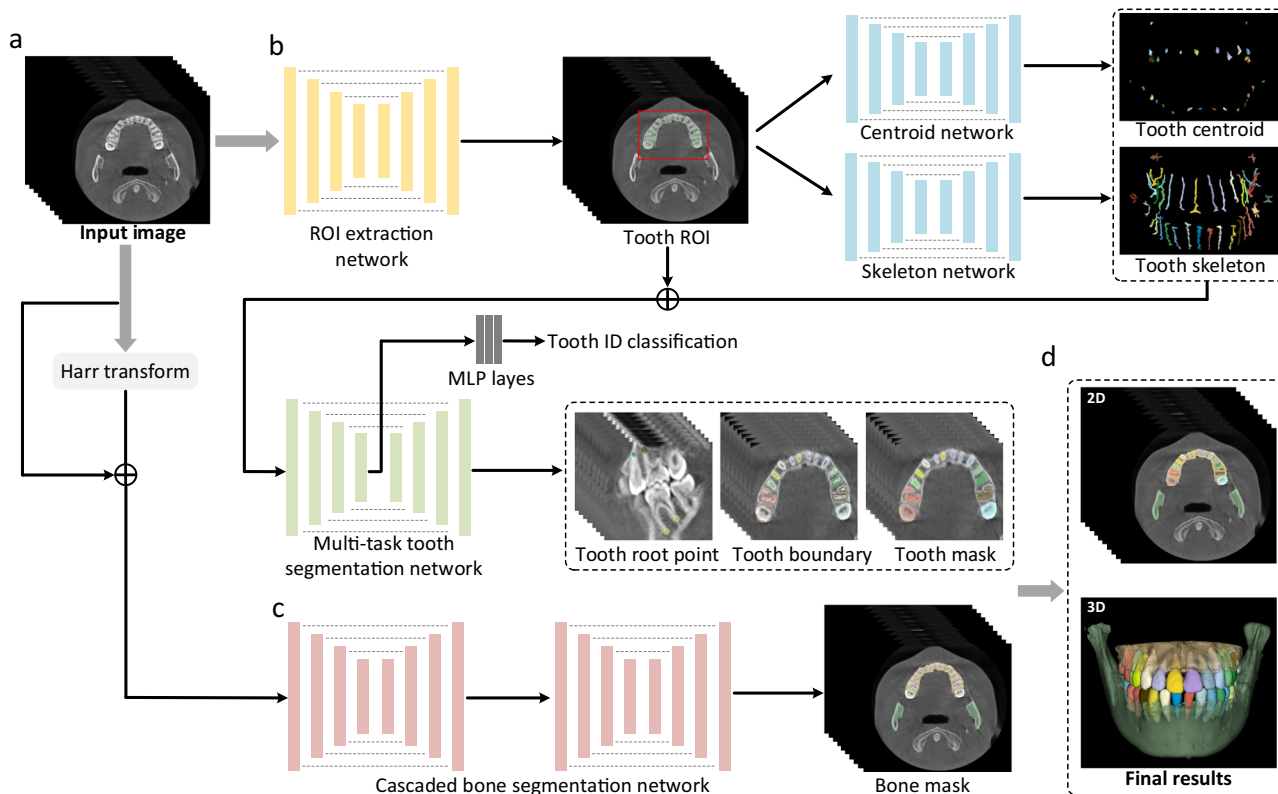 a
Input image
b
ROI extraction
network
Tooth ROI
Centroid network
Skeleton network
Tooth centroid
Tooth skeleton
Harr transform
MLP layes
Tooth ID classification
Multi-task tooth
segmentation network
Tooth root point
Tooth boundary
Tooth mask
c
Cascaded bone segmentation network
Bone mask
d
2D
3D
Final results